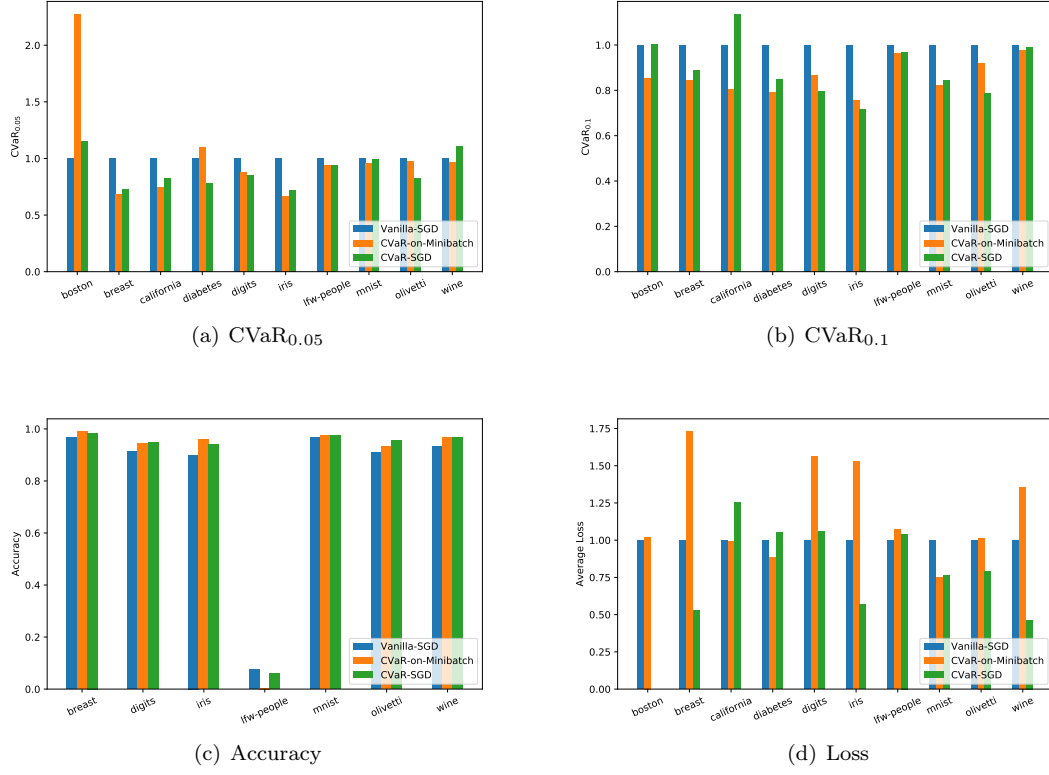 2.0
1.5
1.0
0.5
0.0
CVaR0.05
boston breast california diabetes digits iris lfw-people mnist olivetti wine
Vanilla-SGD
CVaR-on-Minibatch
CVaR-SGD
(a) CVaR0.05
1.0
0.8
0.6
0.4
0.2
0.0
CVaR0.1
boston breast california diabetes digits iris lfw-people mnist olivetti wine
Vanilla-SGD
CVaR-on-Minibatch
CVaR-SGD
(b) CVaR0.1
1.0
0.8
0.6
0.4
0.2
0.0
Accuracy
breast digits iris lfw-people mnist olivetti wine
Vanilla-SGD
CVaR-on-Minibatch
CVaR-SGD
(c) Accuracy
1.75
1.50
1.25
1.00
0.75
0.50
0.25
0.00
Average Loss
boston breast california diabetes digits iris lfw-people mnist olivetti wine
Vanilla-SGD
CVaR-on-Minibatch
CVaR-SGD
(d) Loss